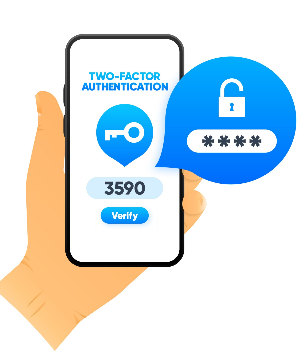 TWO-FACTOR
AUTHENTICATION
****
3590
Verify